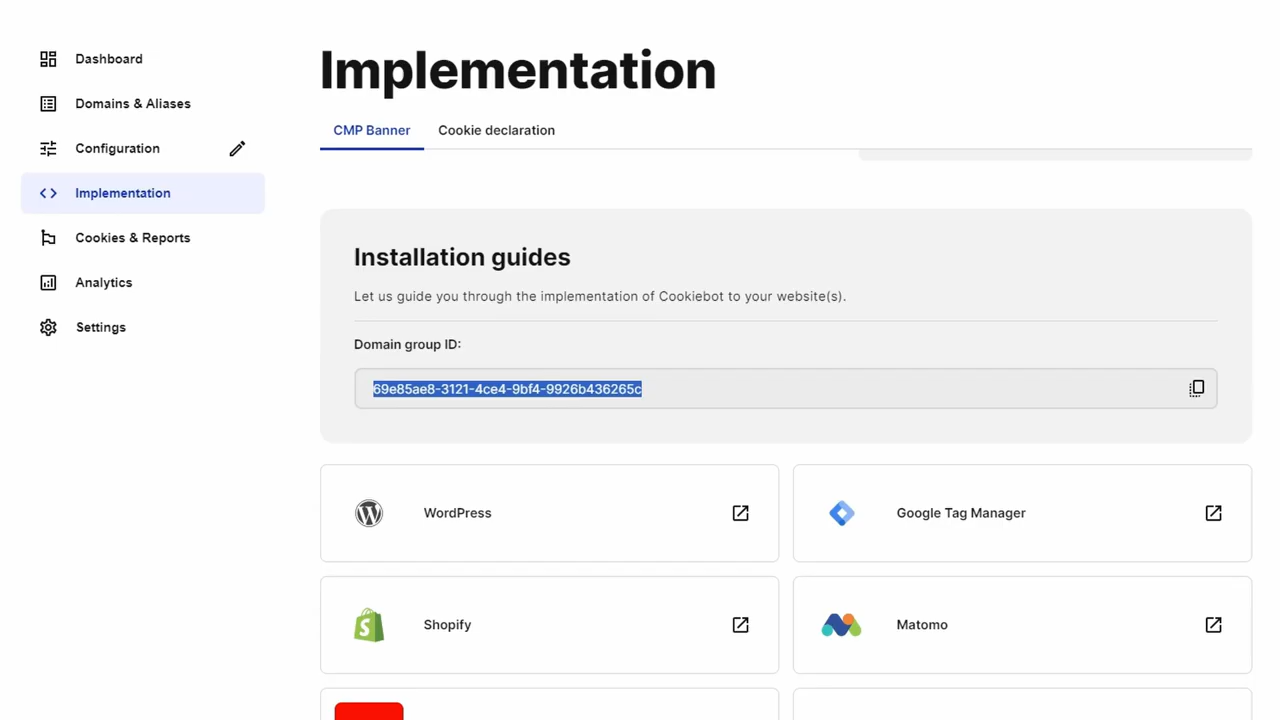 Dashboard
Domains & Aliases
Configuration
Implementation
Cookies & Reports
Analytics
Settings
Implementation
CMP Banner
Cookie declaration
Installation guides
Let us guide you through the implementation of Cookiebot to your website(s).
Domain group ID:
69e85ae8-3121-4ce4-9bf4-9926b436265c
WordPress
Google Tag Manager
Shopify
Matomo